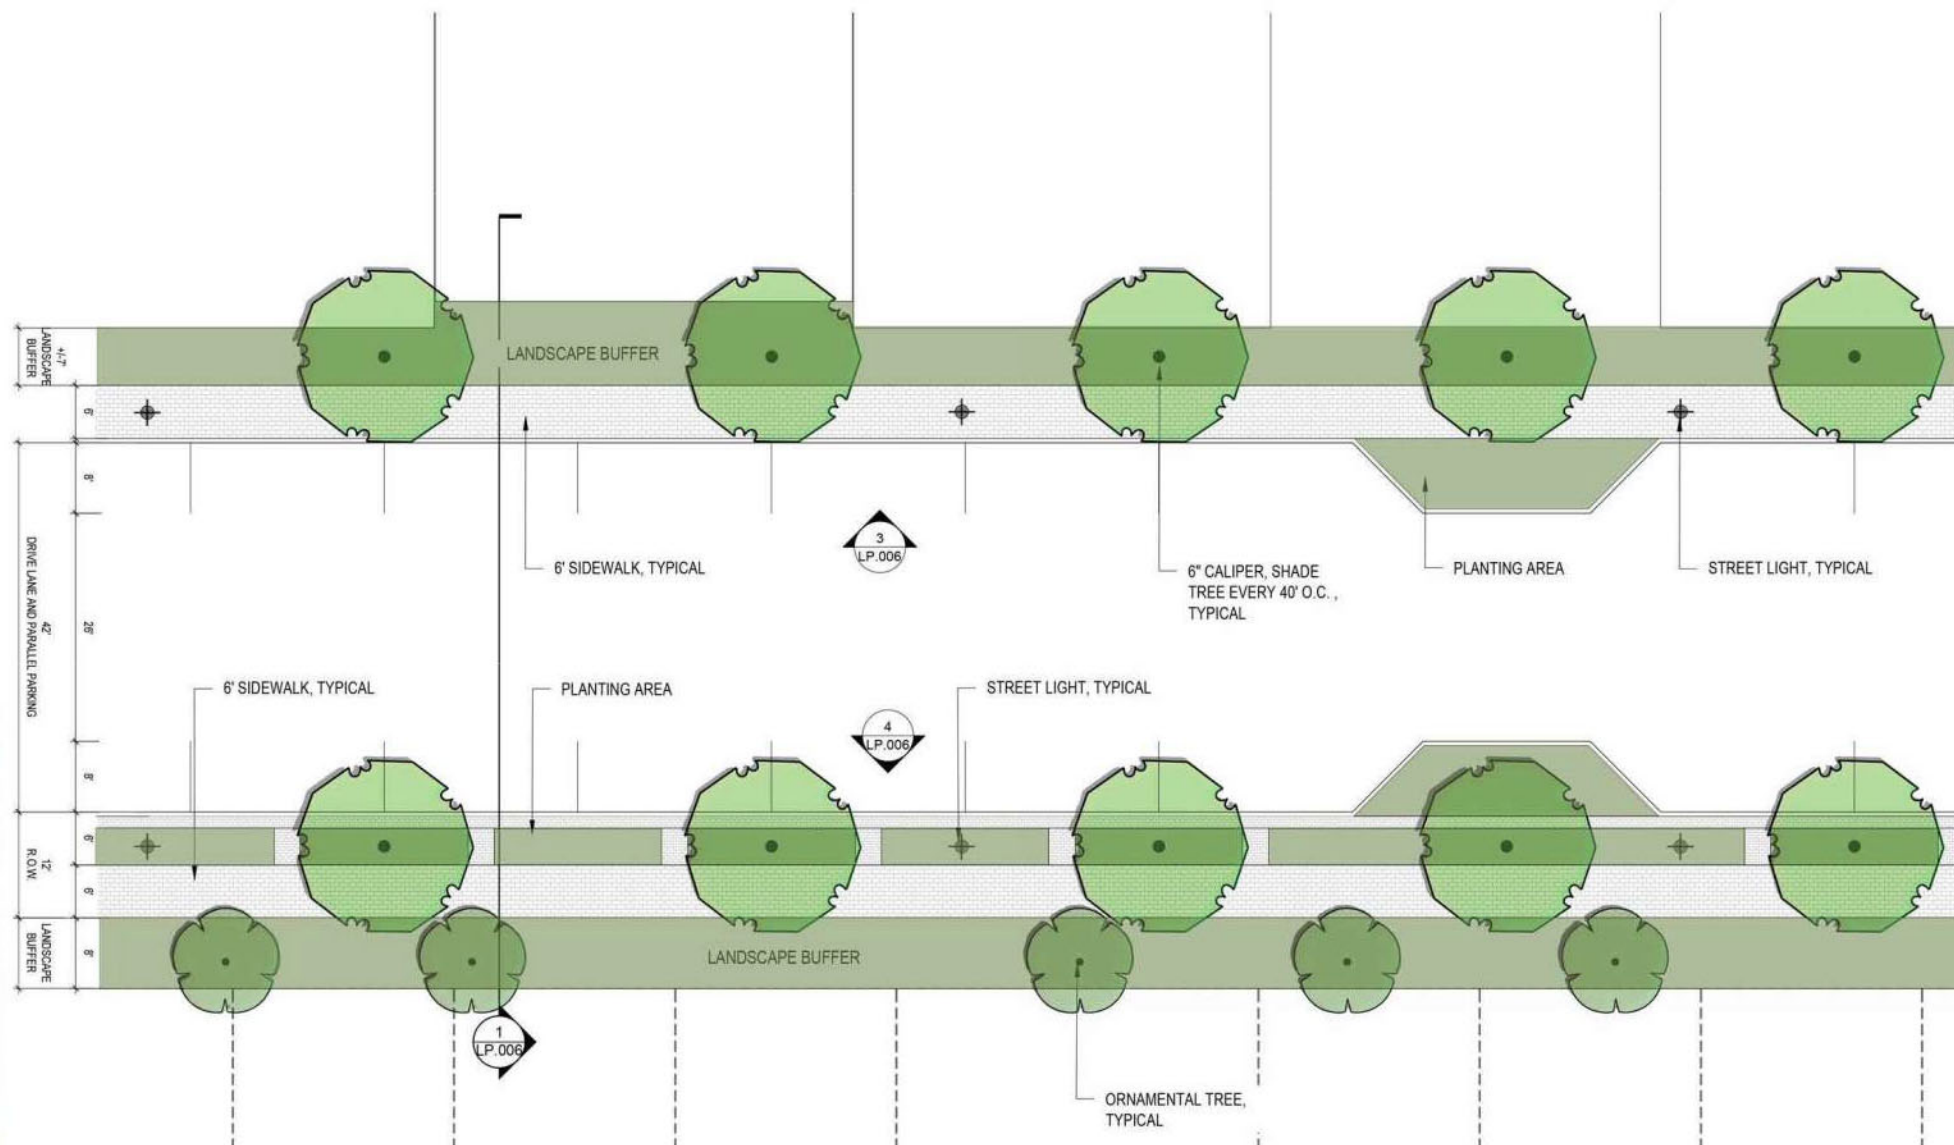 LANDSCAPE BUFFER
+/-7'
LANDSCAPE
BUFFER
6'
8'
3
LP.006
6' SIDEWALK, TYPICAL
6" CALIPER, SHADE
TREE EVERY 40' O.C. ,
TYPICAL
PLANTING AREA
STREET LIGHT, TYPICAL
DRIVE LANE AND PARALLEL PARKING
42'
26'
6' SIDEWALK, TYPICAL
PLANTING AREA
STREET LIGHT, TYPICAL
4
LP.006
8'
6'
12'
R.O.W.
6'
LANDSCAPE
BUFFER
8'
LANDSCAPE BUFFER
1
LP.006
ORNAMENTAL TREE,
TYPICAL